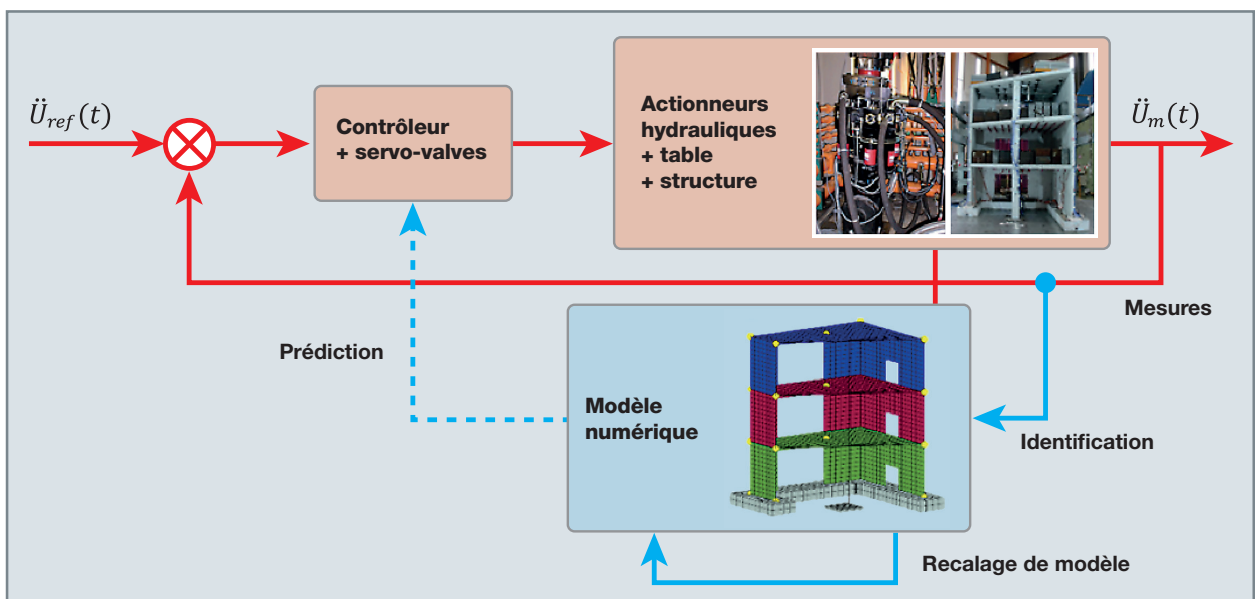 Ü_ref(t)
Contrôleur
+ servo-valves
Actionneurs
hydrauliques
+ table
+ structure
Ü_m(t)
Mesures
Prédiction
Modèle
numérique
Identification
Recalage de modèle